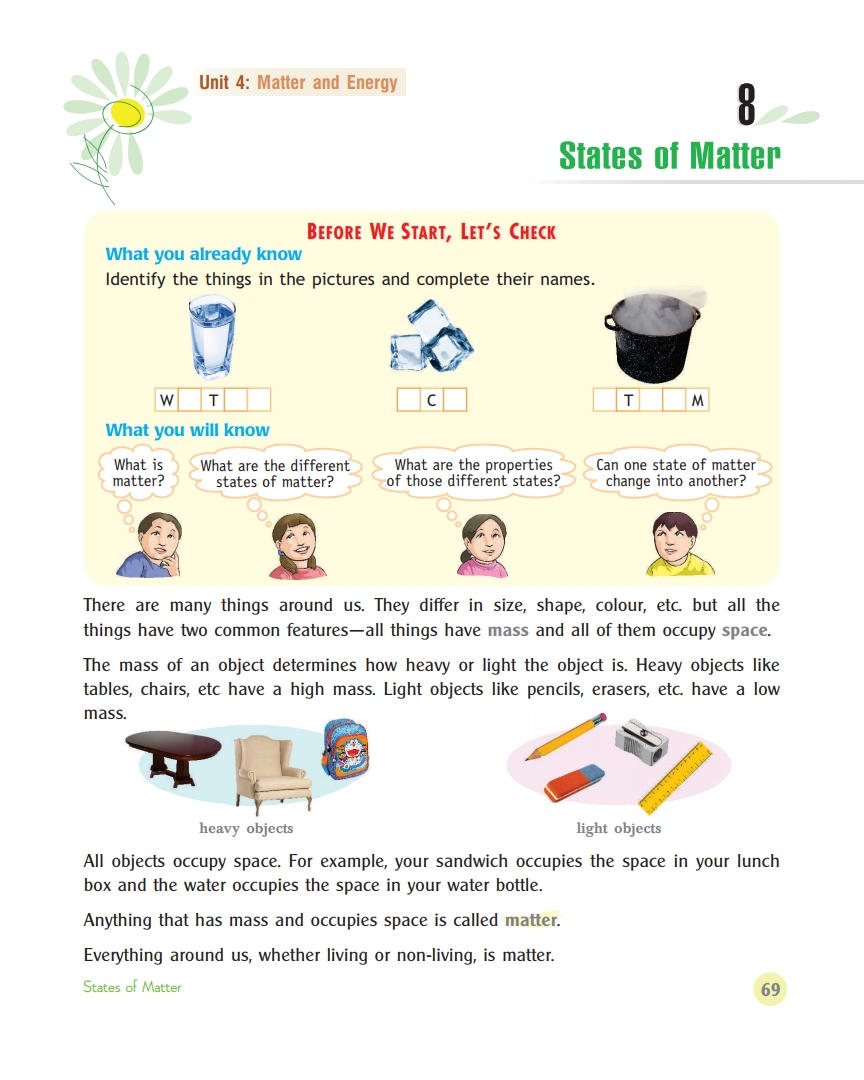 Unit 4: Matter and Energy
8
States of Matter
BEFORE WE START, LET'S CHECK
What you already know
Identify the things in the pictures and complete their names.
W T
C
T M
What you will know
What is
matter?
What are the different
states of matter?
What are the properties
of those different states?
Can one state of matter
change into another?
There are many things around us. They differ in size, shape, colour, etc. but all the
things have two common features—all things have mass and all of them occupy space.
The mass of an object determines how heavy or light the object is. Heavy objects like
tables, chairs, etc have a high mass. Light objects like pencils, erasers, etc. have a low
mass.
heavy objects
light objects
All objects occupy space. For example, your sandwich occupies the space in your lunch
box and the water occupies the space in your water bottle.
Anything that has mass and occupies space is called matter.
Everything around us, whether living or non-living, is matter.
States of Matter
69